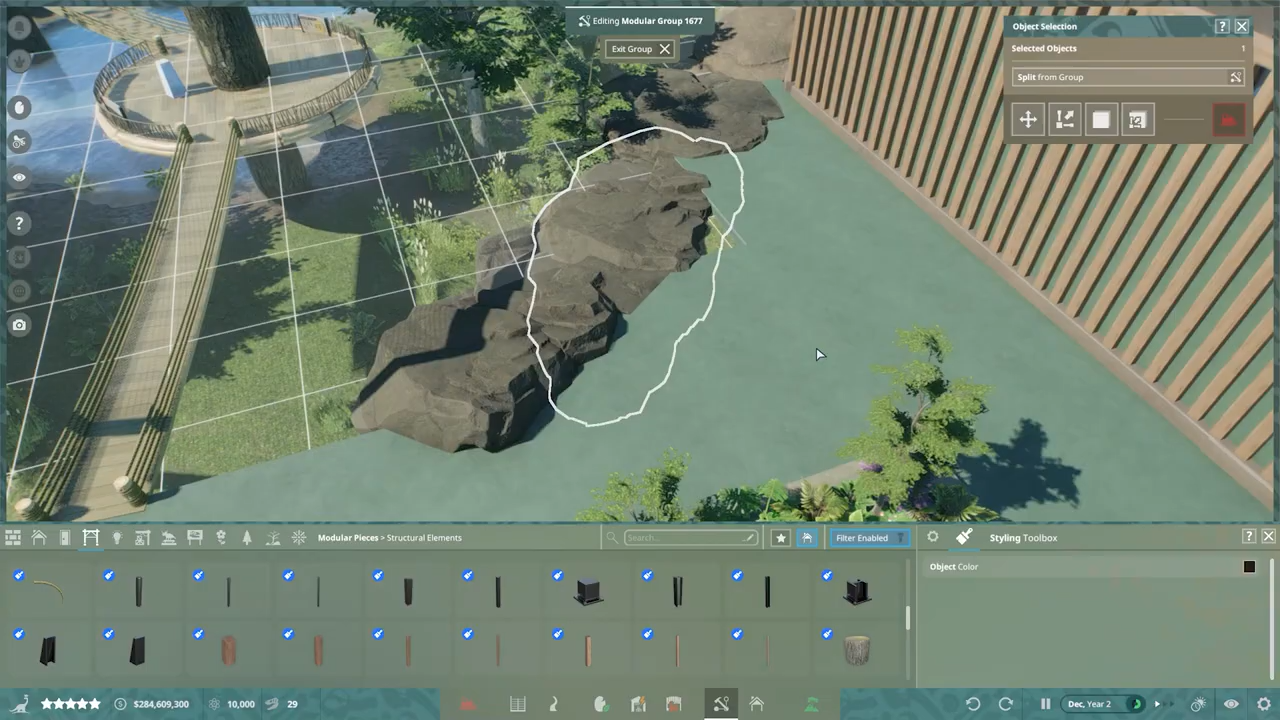 Editing Modular Group 1677
Exit Group
Object Selection
Selected Objects 1
Split from Group
Modular Pieces > Structural Elements
Search...
Filter Enabled
Styling Toolbox
Object Color
$284,609,300
10,000
29
Dec, Year 2